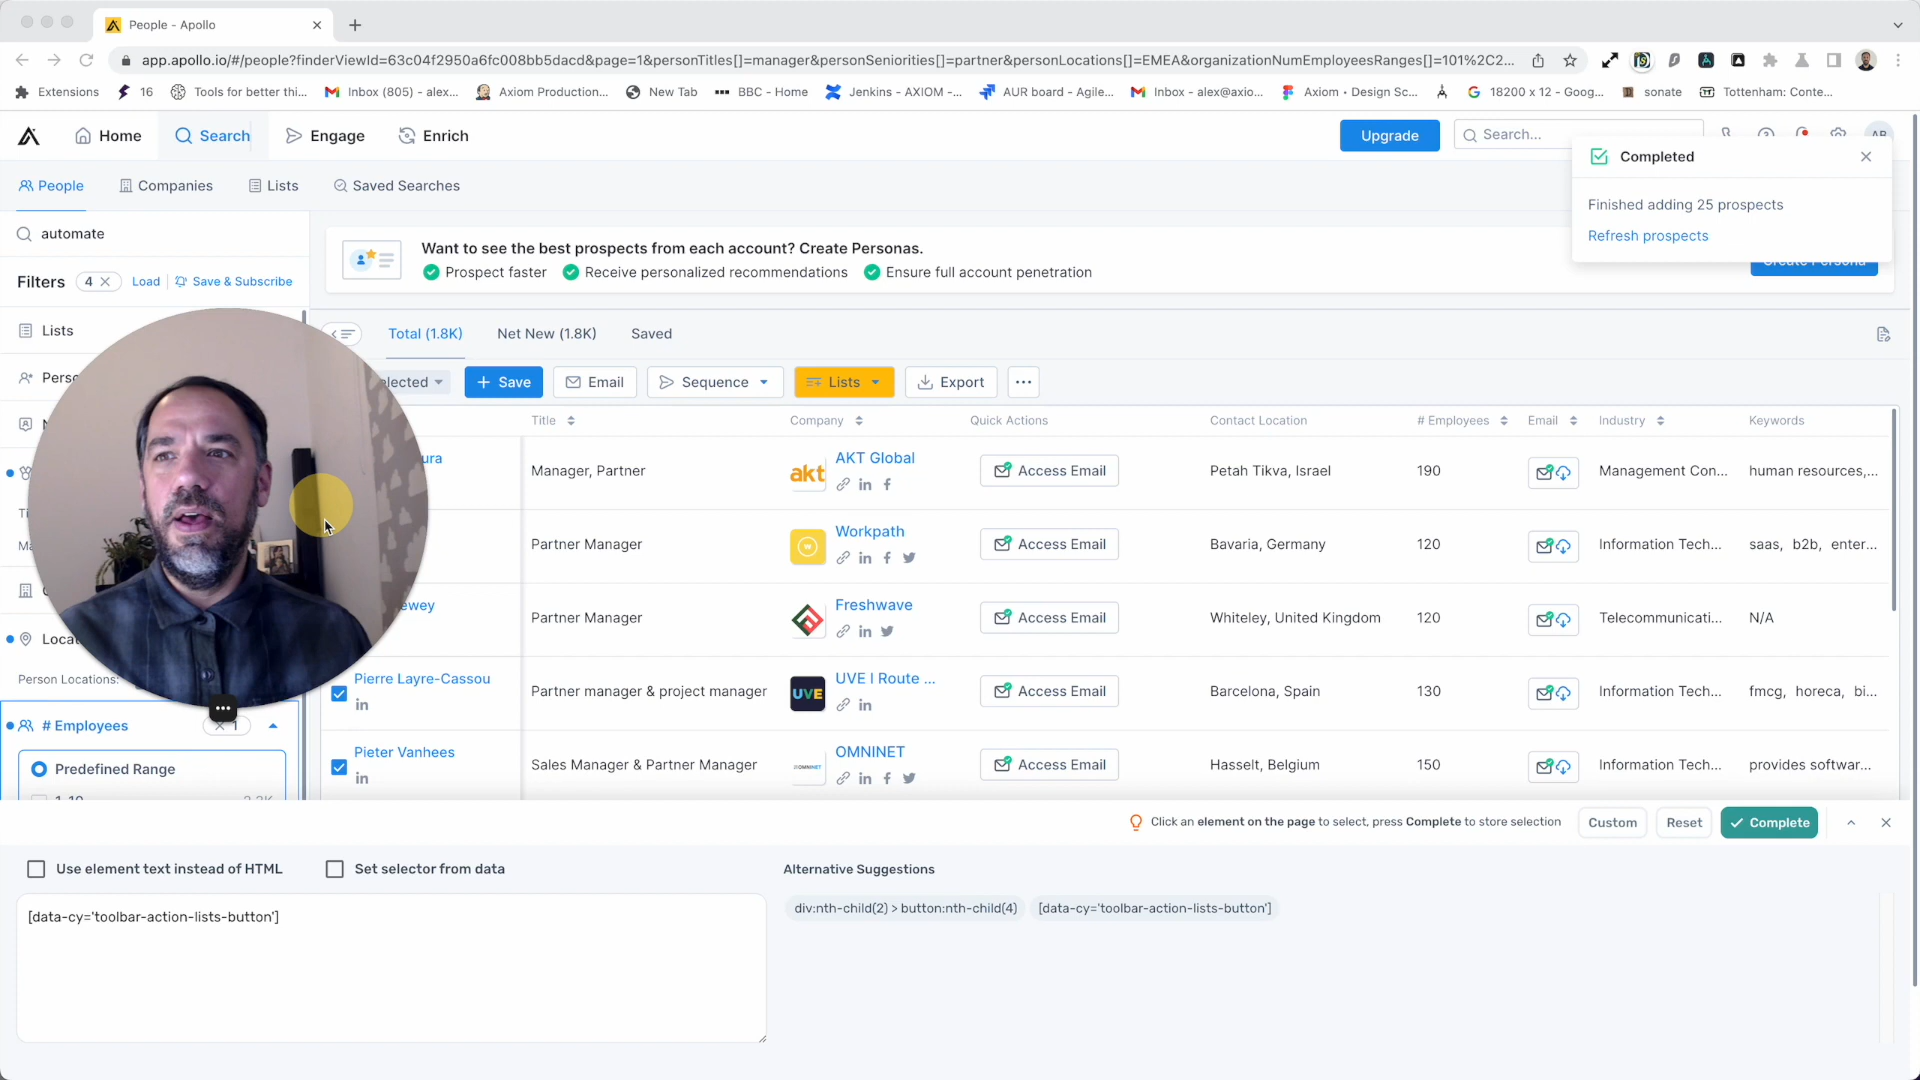 People - Apollo
app.apollo.io/#/people?finderViewId=63c04f2950a6fc008bb5dacd&page=1&personTitles[]=manager&personSeniorities[]=partner&personLocations[]=EMEA&organizationNumEmployeesRanges[]=101%2C2...
Extensions
16
Tools for better thi...
Inbox (805) - alex...
Axiom Production...
New Tab
BBC - Home
Jenkins - AXIOM -...
AUR board - Agile...
Inbox - alex@axio...
Axiom • Design Sc...
18200 x 12 - Goog...
sonate
Tottenham: Conte...
Home
Search
Engage
Enrich
Upgrade
Search...
People
Companies
Lists
Saved Searches
Completed
Finished adding 25 prospects
Refresh prospects
automate
Want to see the best prospects from each account? Create Personas.
Prospect faster
Receive personalized recommendations
Ensure full account penetration
Create Persona
Filters
4
Load
Save & Subscribe
Lists
Total (1.8K)
Net New (1.8K)
Saved
+ Save
Email
Sequence
Lists
Export
Title
Company
Quick Actions
Contact Location
# Employees
Email
Industry
Keywords
ura
Manager, Partner
akt
AKT Global
Access Email
Petah Tikva, Israel
190
Management Con...
human resources,...
Partner Manager
Workpath
Access Email
Bavaria, Germany
120
Information Tech...
saas, b2b, enter...
ewey
Partner Manager
Freshwave
Access Email
Whiteley, United Kingdom
120
Telecommunicati...
N/A
Person Locations:
Pierre Layre-Cassou
Partner manager & project manager
UVE
UVE I Route ...
Access Email
Barcelona, Spain
130
Information Tech...
fmcg, horeca, bi...
# Employees
1
Predefined Range
Pieter Vanhees
Sales Manager & Partner Manager
OMNINET
Access Email
Hasselt, Belgium
150
Information Tech...
provides softwar...
Click an element on the page to select, press Complete to store selection
Custom
Reset
Complete
Use element text instead of HTML
Set selector from data
Alternative Suggestions
[data-cy='toolbar-action-lists-button']
div:nth-child(2) > button:nth-child(4)
[data-cy='toolbar-action-lists-button']